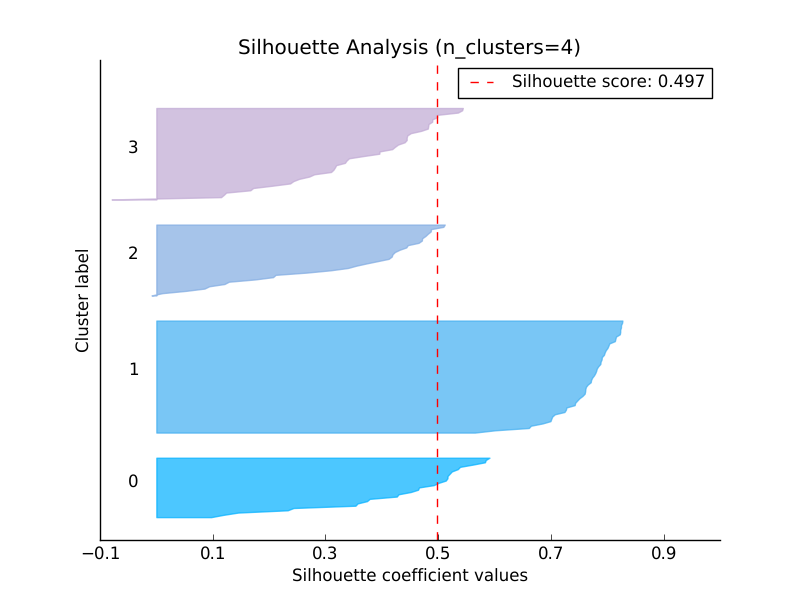 Silhouette Analysis (n_clusters=4)
Silhouette score: 0.497
3
2
1
0
Cluster label
−0.1 0.1 0.3 0.5 0.7 0.9
Silhouette coefficient values